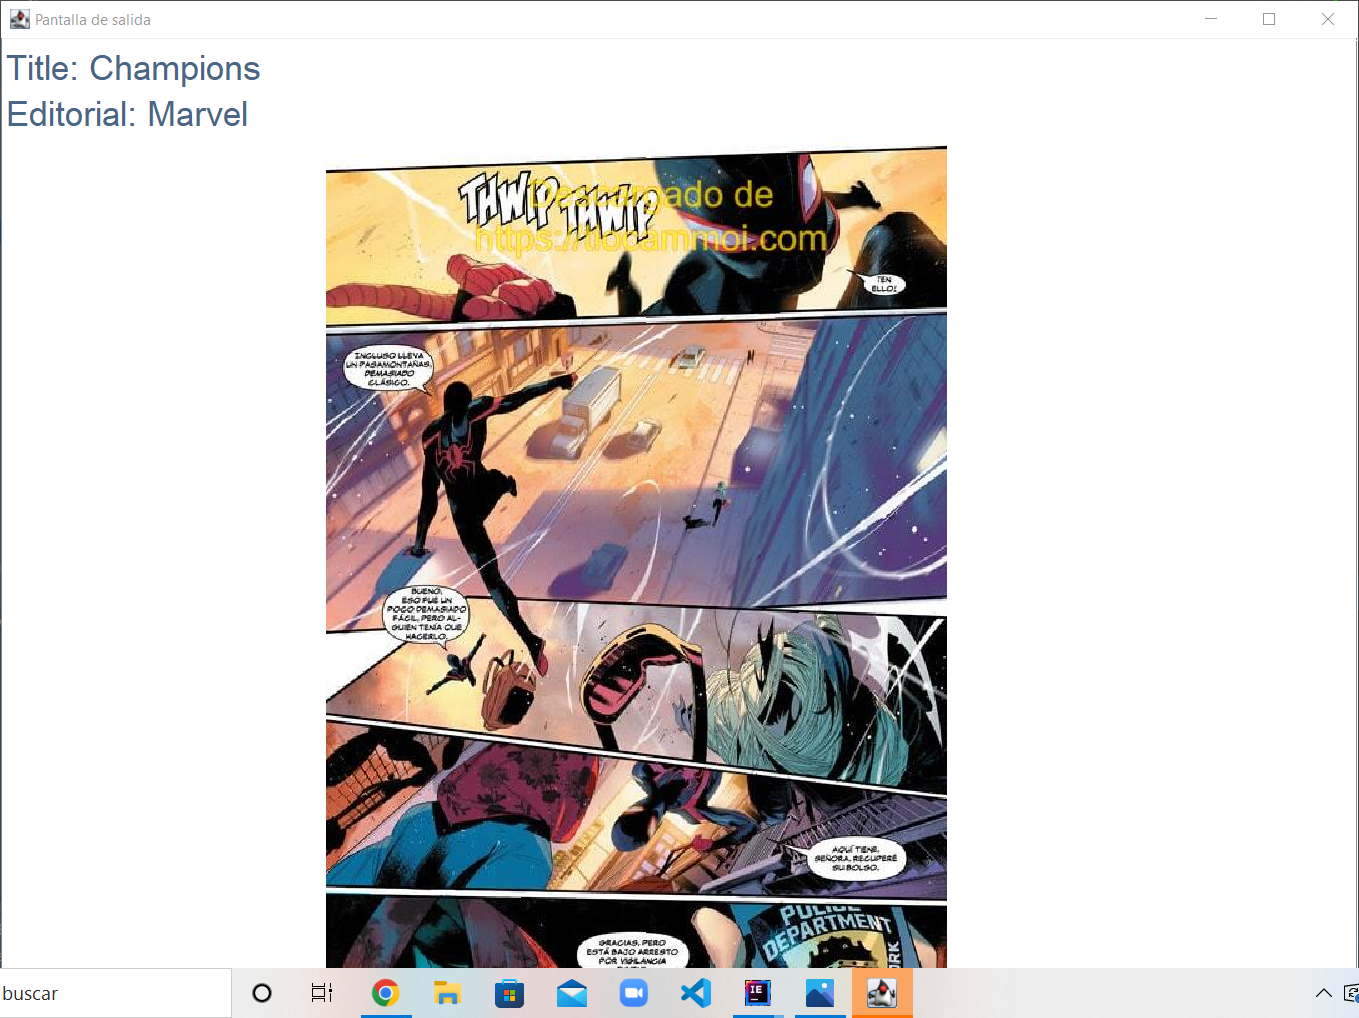 Pantalla de salida
Title: Champions
Editorial: Marvel
THWIP THWIP
Descargado de
https://tiocammoi.com
TEN
ELLO!
INCLUSO LLEVA
UN PASAMONTAÑAS.
DEMASIADO
CLÁSICO.
BUENO,
ESO FUE UN
POCO DEMASIADO
FÁCIL, PERO AL-
GUIEN TENÍA QUE
HACERLO.
AQUÍ TIENE,
SEÑORA, RECUPERÉ
SU BOLSO.
POLICE
DEPARTMENT
GRACIAS, PERO
ESTÁ BAJO ARRESTO
POR VIGILANCIA
buscar
IE